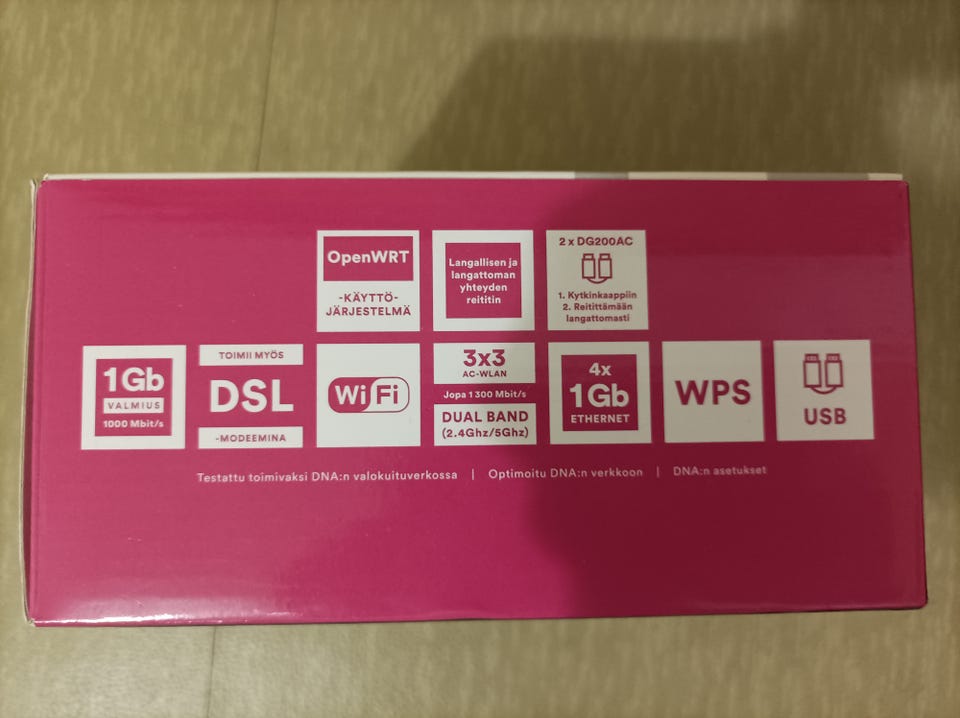 OpenWRT
-KÄYTTÖ-
JÄRJESTELMÄ
Langallisen ja
langattoman
yhteyden
reititin
2 x DG200AC
1. Kytkinkaappiin
2. Reitittämään
langattomasti
1Gb
VALMIUS
1000 Mbit/s
TOIMII MYÖS
DSL
-MODEEMINA
WiFi
3x3
AC-WLAN
Jopa 1 300 Mbit/s
DUAL BAND
(2.4Ghz/5Ghz)
4x
1Gb
ETHERNET
WPS
USB
Testattu toimivaksi DNA:n valokuituverkossa | Optimoitu DNA:n verkkoon | DNA:n asetukset